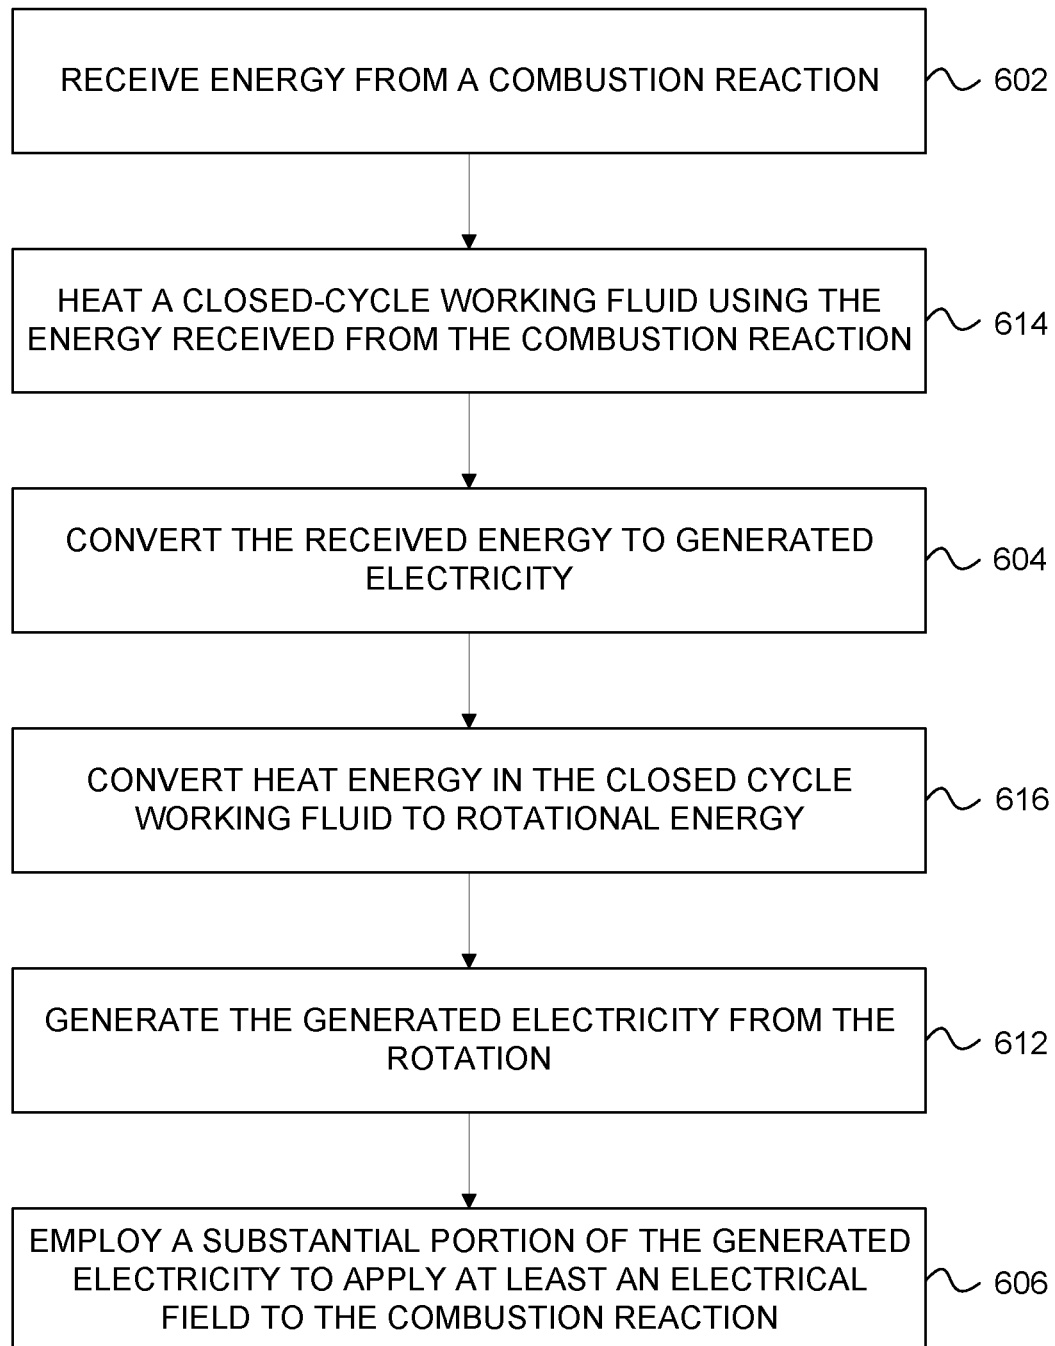 RECEIVE ENERGY FROM A COMBUSTION REACTION
602
HEAT A CLOSED-CYCLE WORKING FLUID USING THE
ENERGY RECEIVED FROM THE COMBUSTION REACTION
614
CONVERT THE RECEIVED ENERGY TO GENERATED
ELECTRICITY
604
CONVERT HEAT ENERGY IN THE CLOSED CYCLE
WORKING FLUID TO ROTATIONAL ENERGY
616
GENERATE THE GENERATED ELECTRICITY FROM THE
ROTATION
612
EMPLOY A SUBSTANTIAL PORTION OF THE GENERATED
ELECTRICITY TO APPLY AT LEAST AN ELECTRICAL
FIELD TO THE COMBUSTION REACTION
606